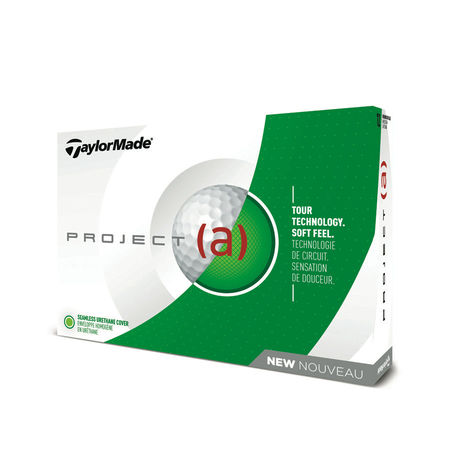 TaylorMade®
PROJECT (a)
TOUR
TECHNOLOGY.
SOFT FEEL.
TECHNOLOGIE
DE CIRCUIT.
SENSATION
DE DOUCEUR.
SEAMLESS URETHANE COVER
ENVELOPPE HOMOGÈNE
EN URÉTHANE
NEW NOUVEAU
PROJECT (a)